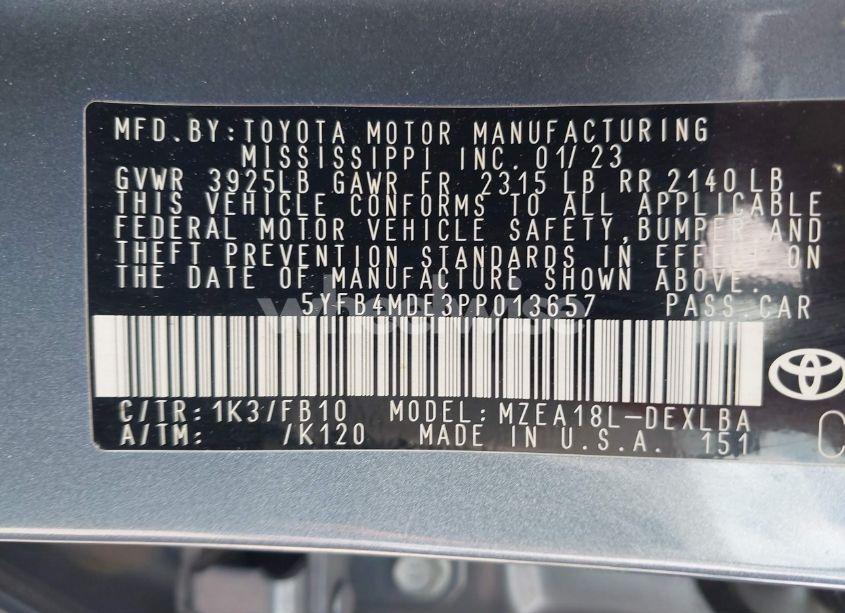 MFD.BY:TOYOTA MOTOR MANUFACTURING
MISSISSIPPI INC. 01/23
GVWR 3925LB GAWR FR 2315 LB RR 2140 LB
THIS VEHICLE CONFORMS TO ALL APPLICABLE
FEDERAL MOTOR VEHICLE SAFETY,BUMPER AND
THEFT PREVENTION STANDARDS IN EFFECT ON
THE DATE OF MANUFACTURE SHOWN ABOVE.
5YFB4MDE3PP013657 PASS.CAR
wheelwise
C/TR: 1K3/FB10 MODEL: MZEA18L-DEXLBA
A/TM: /K120 MADE IN U.S.A. 151
C